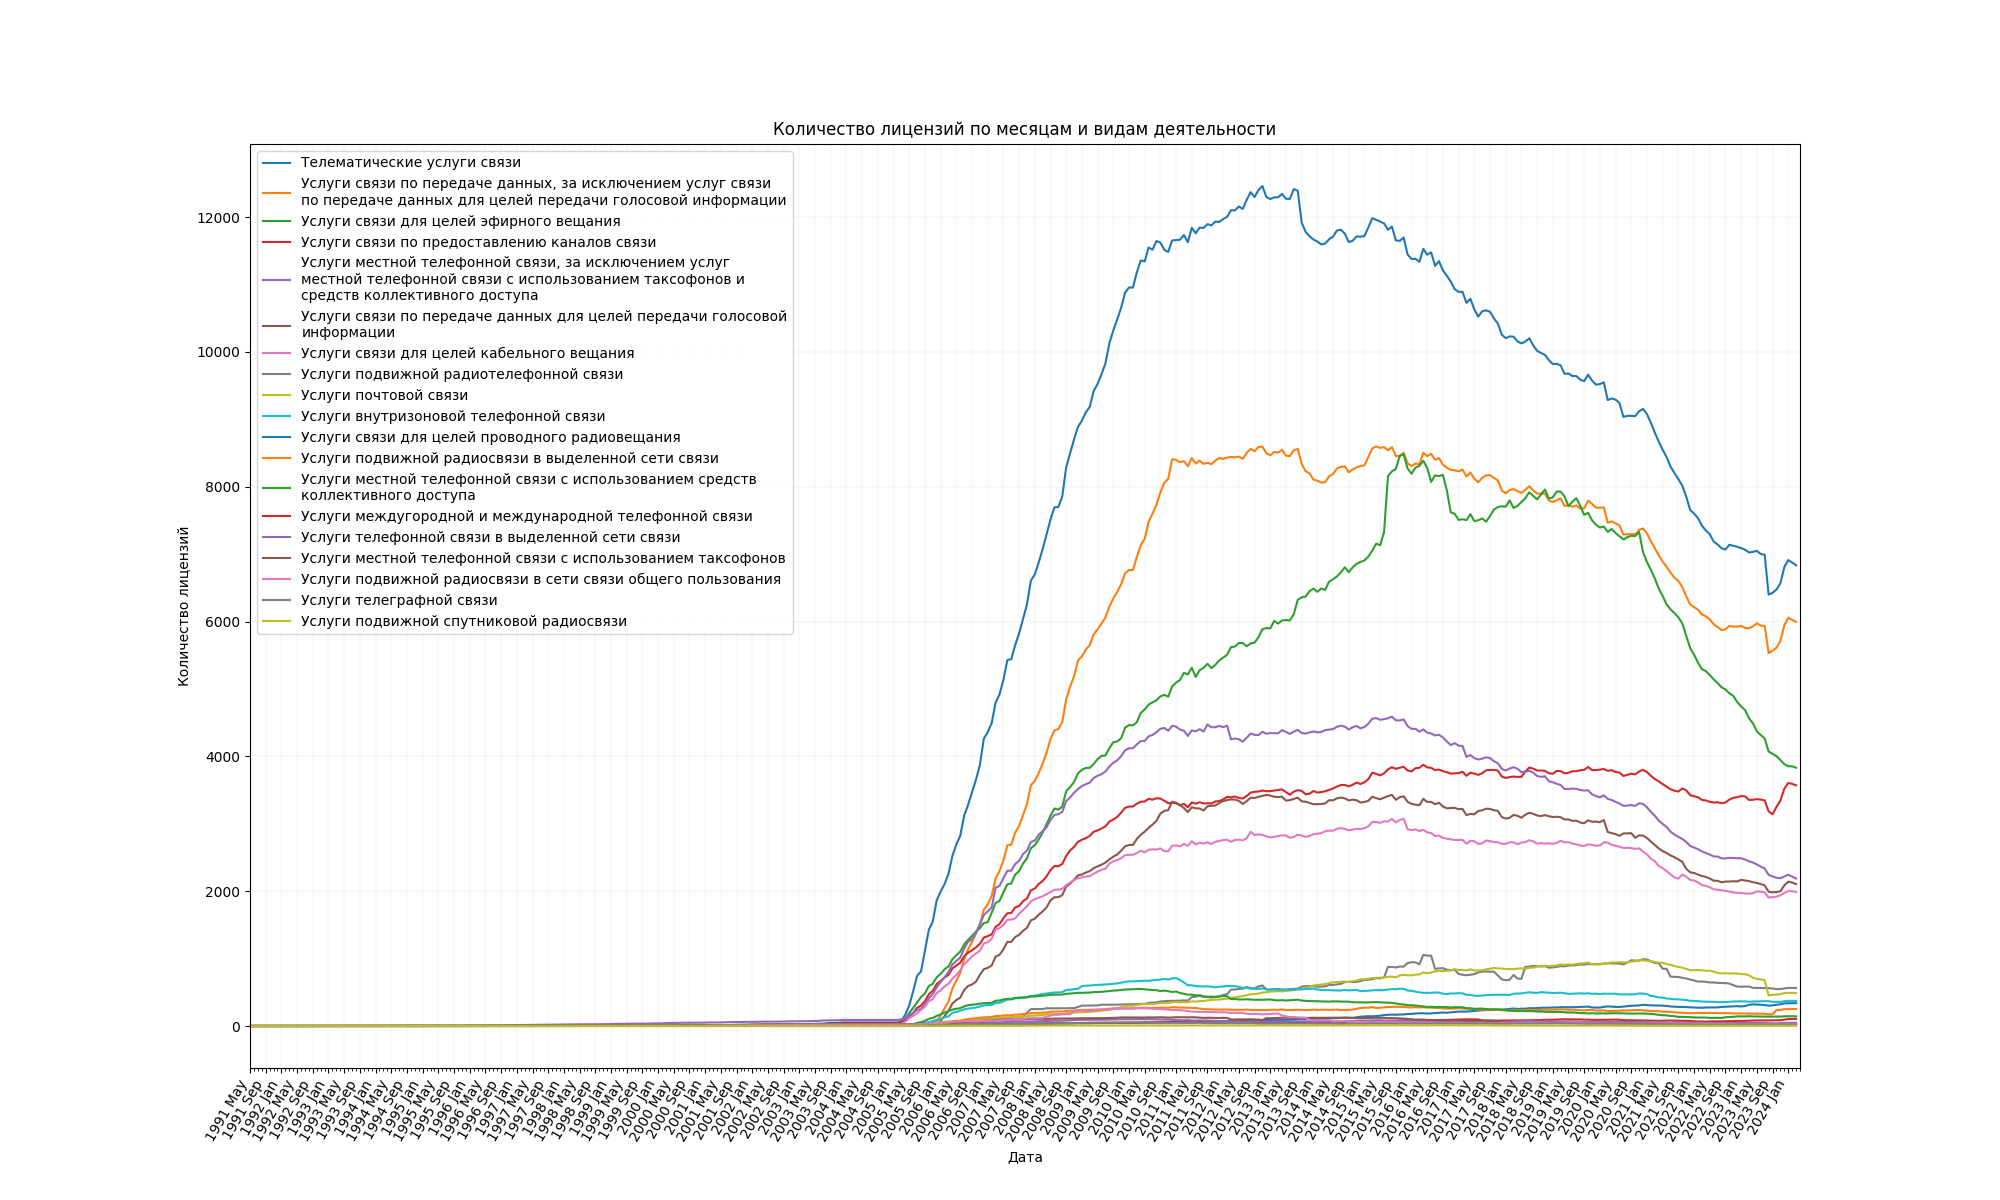 Количество лицензий по месяцам и видам деятельности
Телематические услуги связи
Услуги связи по передаче данных, за исключением услуг связи
по передаче данных для целей передачи голосовой информации
Услуги связи для целей эфирного вещания
Услуги связи по предоставлению каналов связи
Услуги местной телефонной связи, за исключением услуг
местной телефонной связи с использованием таксофонов и
средств коллективного доступа
Услуги связи по передаче данных для целей передачи голосовой
информации
Услуги связи для целей кабельного вещания
Услуги подвижной радиотелефонной связи
Услуги почтовой связи
Услуги внутризоновой телефонной связи
Услуги связи для целей проводного радиовещания
Услуги подвижной радиосвязи в выделенной сети связи
Услуги местной телефонной связи с использованием средств
коллективного доступа
Услуги междугородной и международной телефонной связи
Услуги телефонной связи в выделенной сети связи
Услуги местной телефонной связи с использованием таксофонов
Услуги подвижной радиосвязи в сети связи общего пользования
Услуги телеграфной связи
Услуги подвижной спутниковой радиосвязи
Количество лицензий
12000
10000
8000
6000
4000
2000
0
1991 May
1991 Sep
1992 Jan
1992 May
1992 Sep
1993 Jan
1993 May
1993 Sep
1994 Jan
1994 May
1994 Sep
1995 Jan
1995 May
1995 Sep
1996 Jan
1996 May
1996 Sep
1997 Jan
1997 May
1997 Sep
1998 Jan
1998 May
1998 Sep
1999 Jan
1999 May
1999 Sep
2000 Jan
2000 May
2000 Sep
2001 Jan
2001 May
2001 Sep
2002 Jan
2002 May
2002 Sep
2003 Jan
2003 May
2003 Sep
2004 Jan
2004 May
2004 Sep
2005 Jan
2005 May
2005 Sep
2006 Jan
2006 May
2006 Sep
2007 Jan
2007 May
2007 Sep
2008 Jan
2008 May
2008 Sep
2009 Jan
2009 May
2009 Sep
2010 Jan
2010 May
2010 Sep
2011 Jan
2011 May
2011 Sep
2012 Jan
2012 May
2012 Sep
2013 Jan
2013 May
2013 Sep
2014 Jan
2014 May
2014 Sep
2015 Jan
2015 May
2015 Sep
2016 Jan
2016 May
2016 Sep
2017 Jan
2017 May
2017 Sep
2018 Jan
2018 May
2018 Sep
2019 Jan
2019 May
2019 Sep
2020 Jan
2020 May
2020 Sep
2021 Jan
2021 May
2021 Sep
2022 Jan
2022 May
2022 Sep
2023 Jan
2023 May
2023 Sep
2024 Jan
Дата